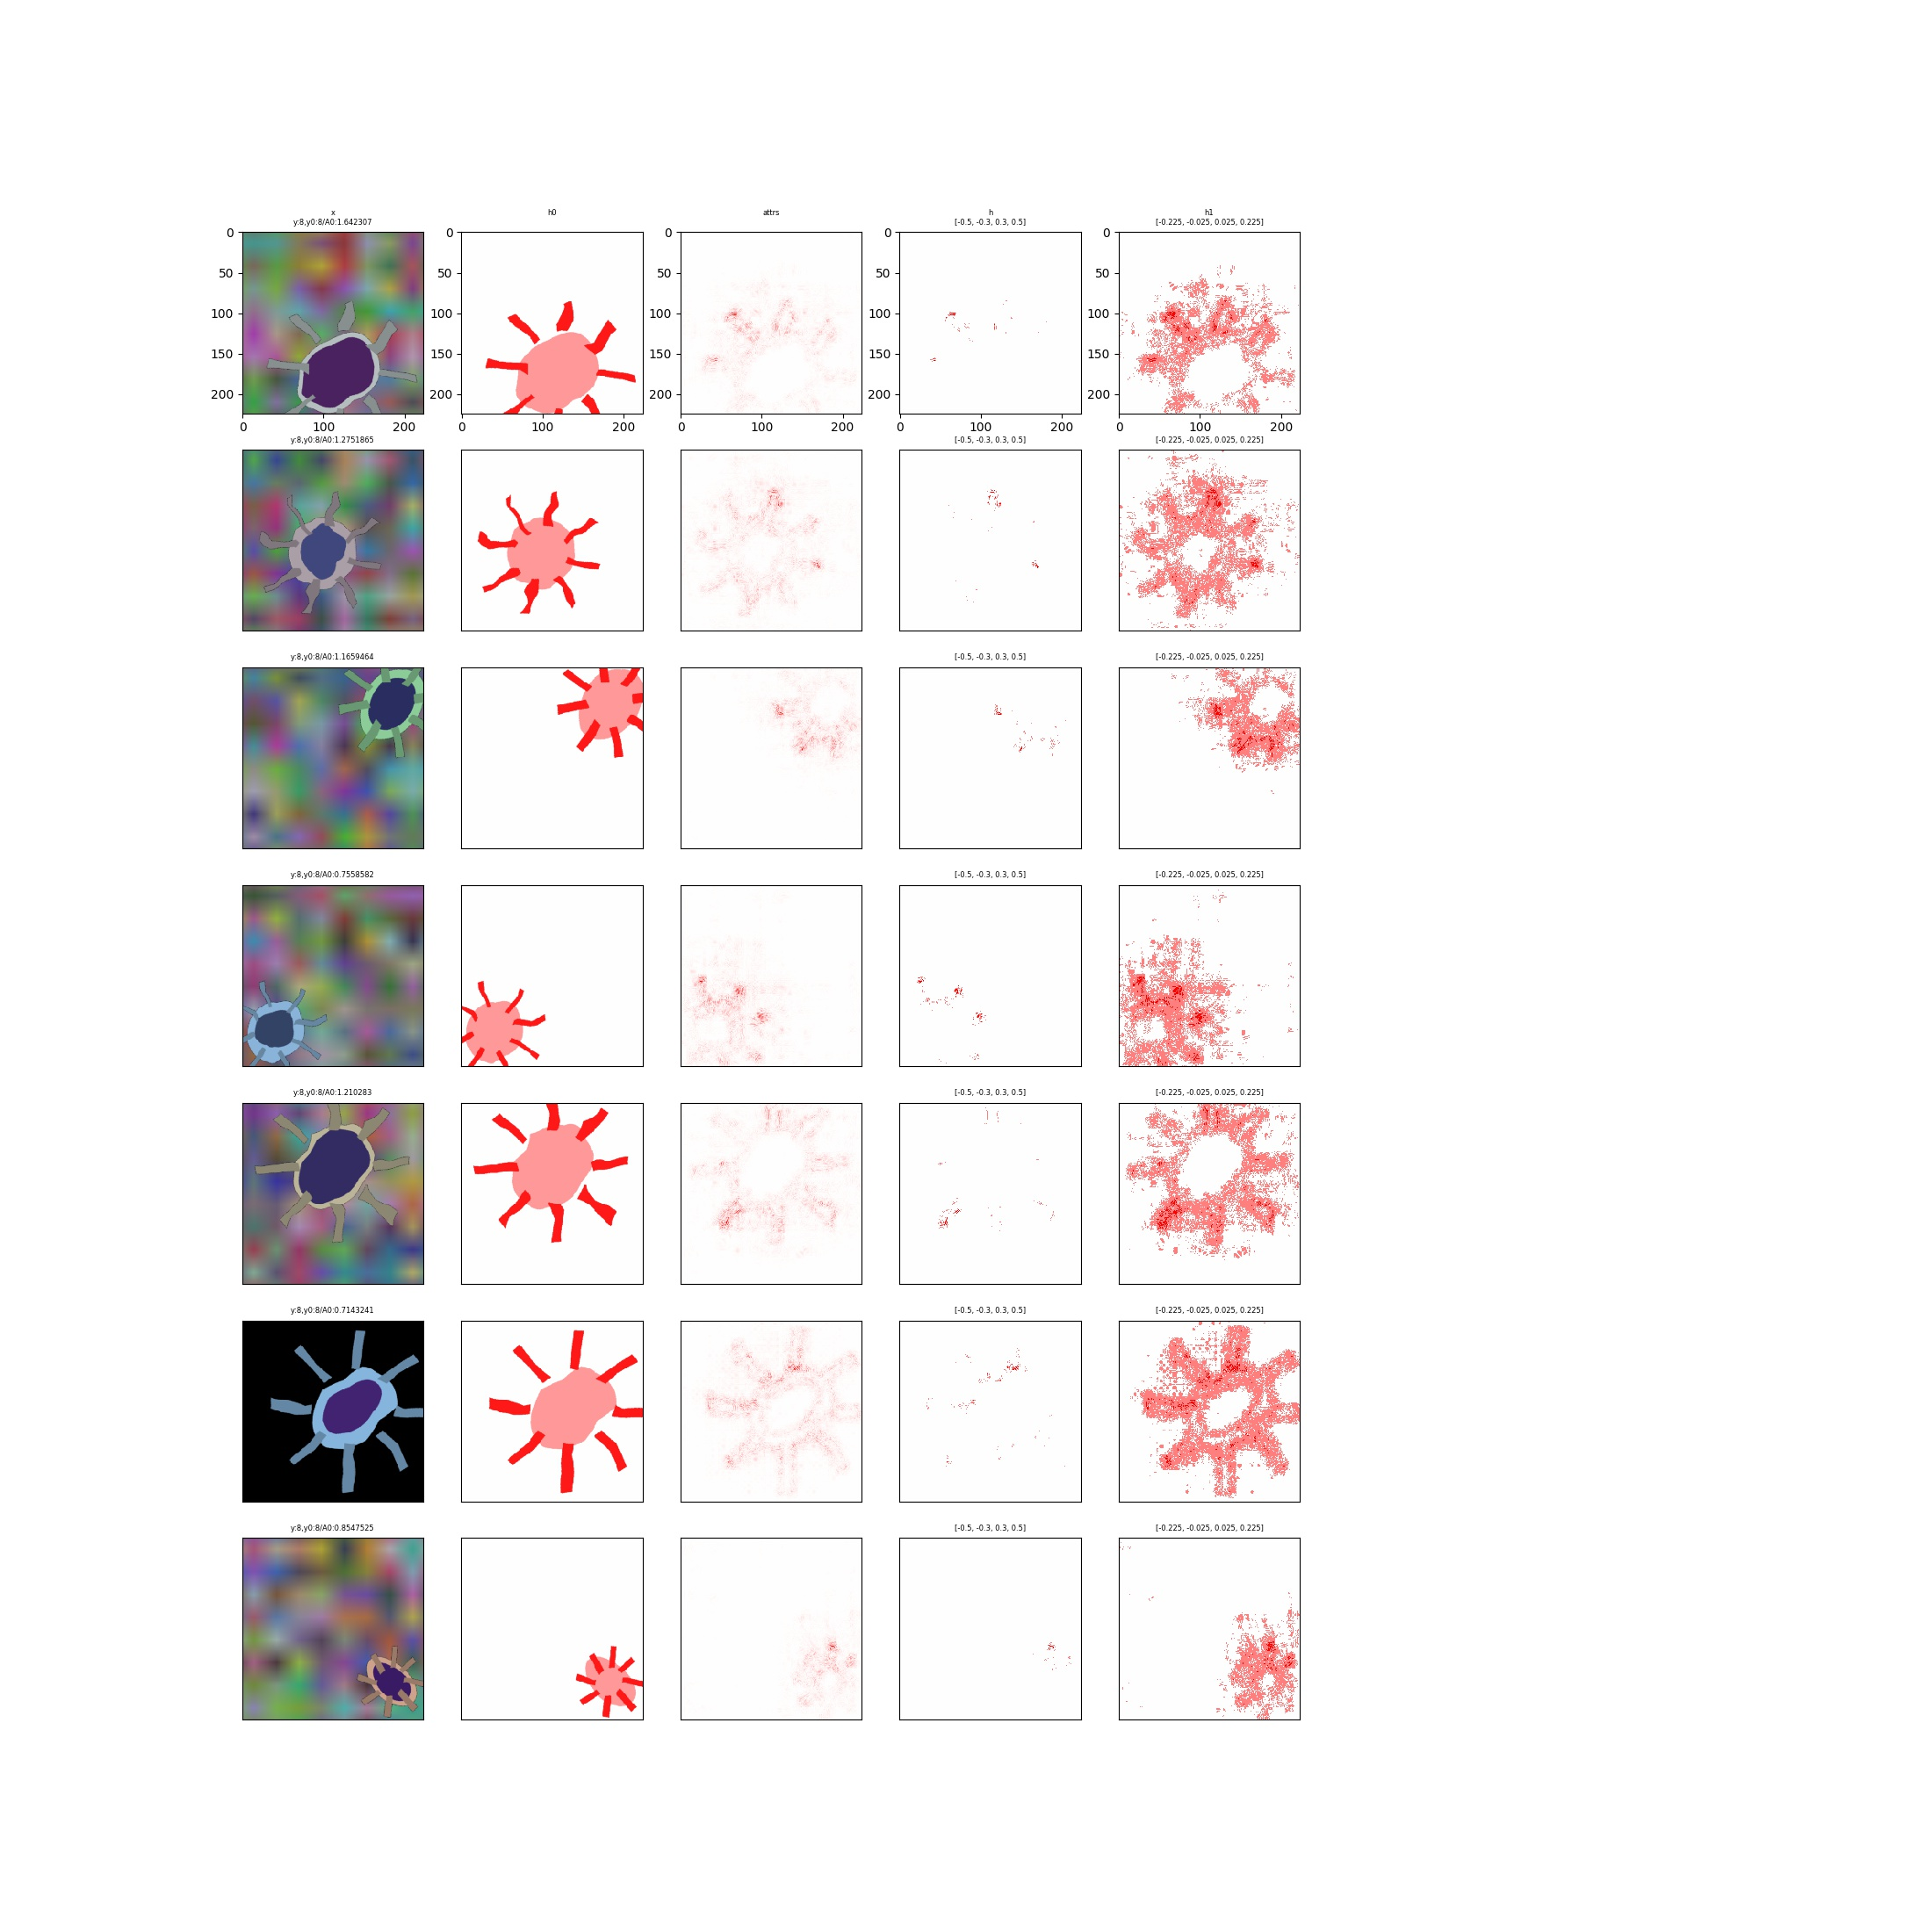 x h0 attrs h h1
y:8,y0:8/A0:1.642307 [-0.5, -0.3, 0.3, 0.5] [-0.225, -0.025, 0.025, 0.225]
0 0 0 0 0
50 50 50 50 50
100 100 100 100 100
150 150 150 150 150
200 200 200 200 200
0 100 200 0 100 200 0 100 200 0 100 200 0 100 200
y:8,y0:8/A0:1.2751865 [-0.5, -0.3, 0.3, 0.5] [-0.225, -0.025, 0.025, 0.225]
y:8,y0:8/A0:1.1659464 [-0.5, -0.3, 0.3, 0.5] [-0.225, -0.025, 0.025, 0.225]
y:8,y0:8/A0:0.7558582 [-0.5, -0.3, 0.3, 0.5] [-0.225, -0.025, 0.025, 0.225]
y:8,y0:8/A0:1.210283 [-0.5, -0.3, 0.3, 0.5] [-0.225, -0.025, 0.025, 0.225]
y:8,y0:8/A0:0.7143241 [-0.5, -0.3, 0.3, 0.5] [-0.225, -0.025, 0.025, 0.225]
y:8,y0:8/A0:0.8547525 [-0.5, -0.3, 0.3, 0.5] [-0.225, -0.025, 0.025, 0.225]